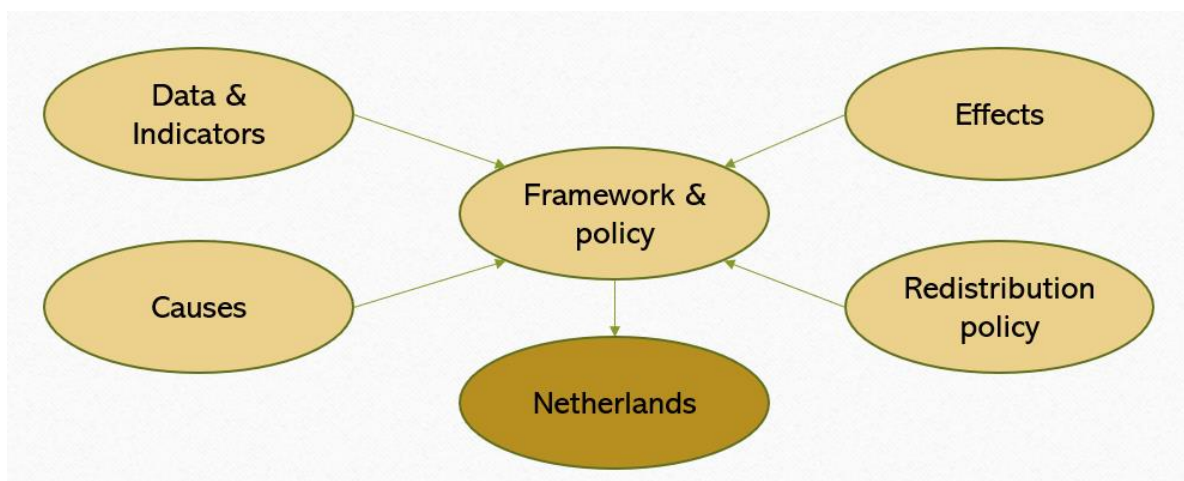 Data &
Indicators
Effects
Framework &
policy
Causes
Redistribution
policy
Netherlands